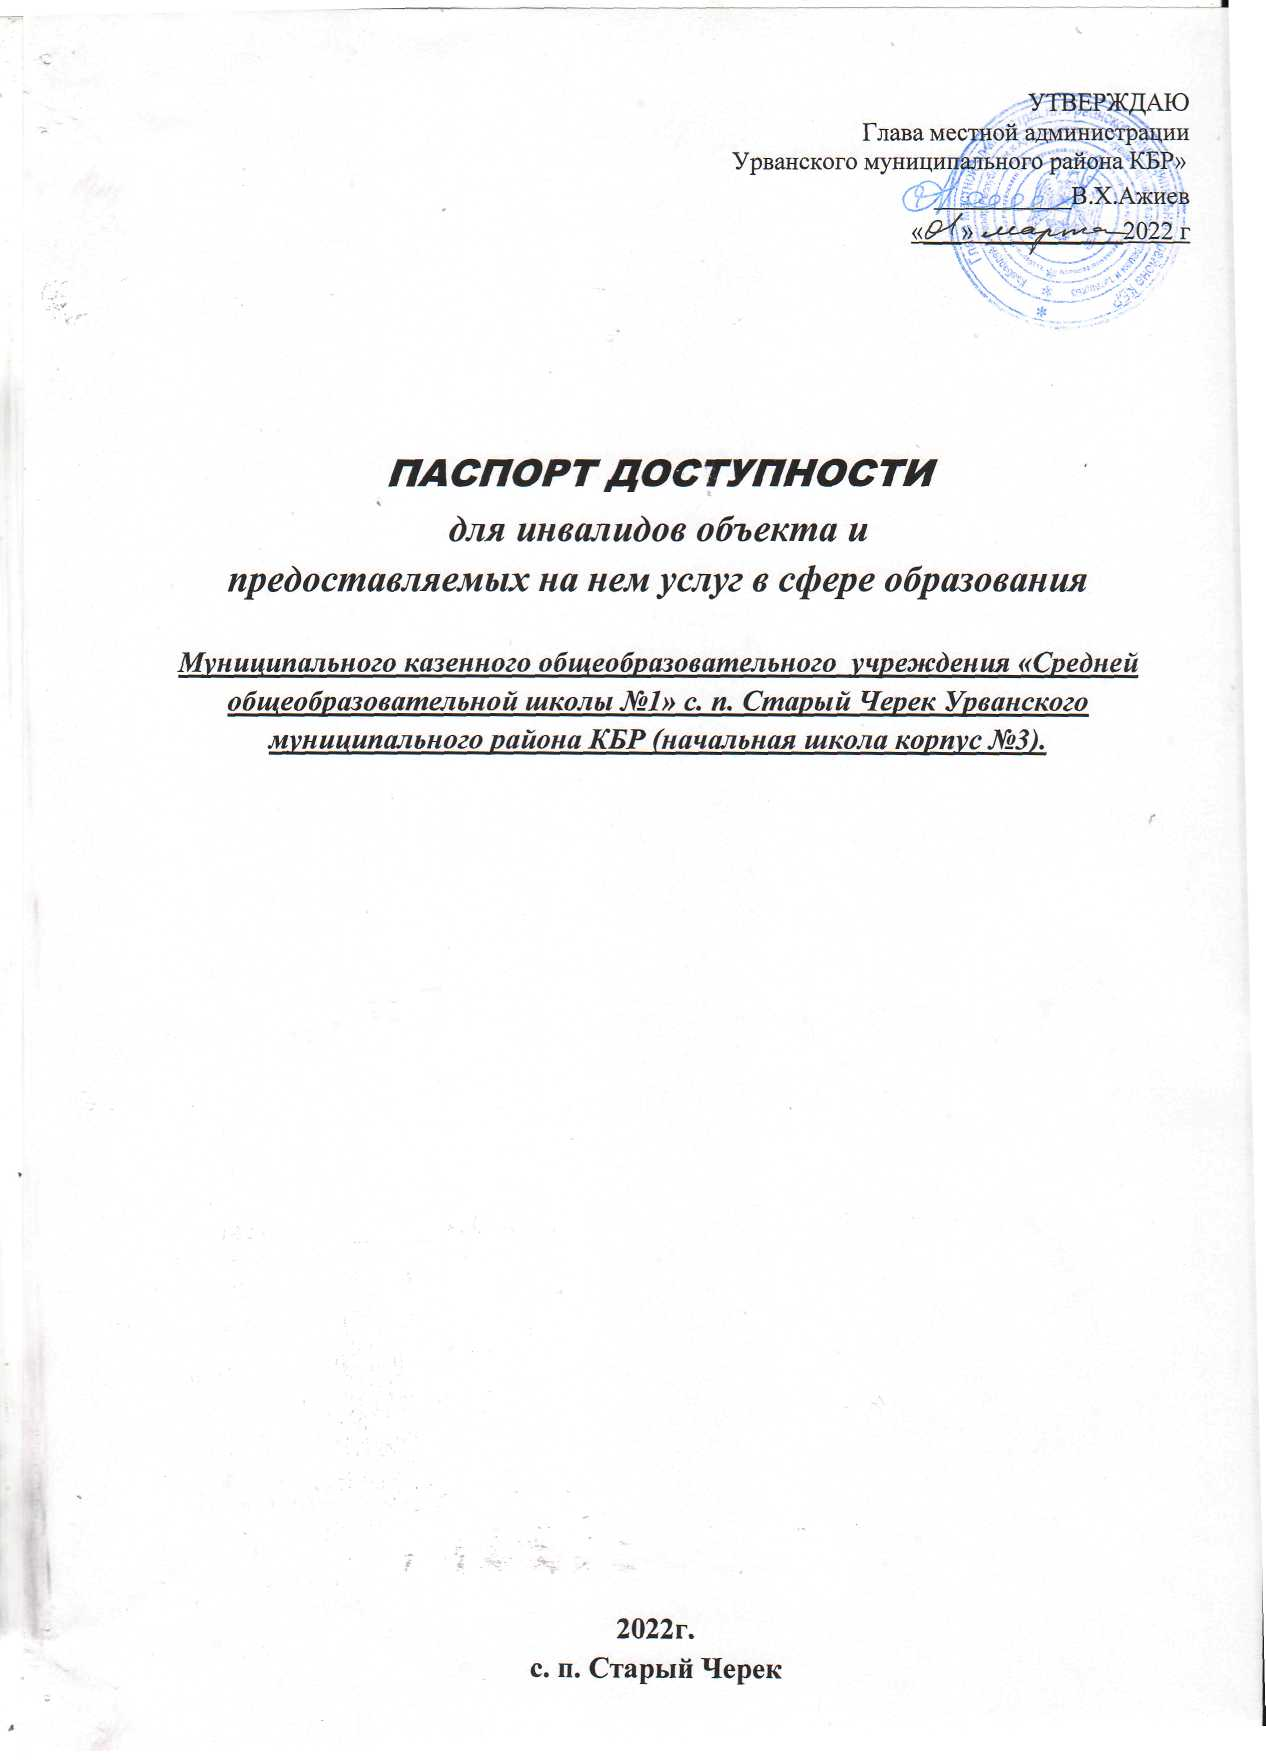 УТВЕРЖДАЮ
Глава местной администрации
Урванского муниципального района КБР»
____________В.Х.Ажиев
«01» марта 2022 г
ПАСПОРТ ДОСТУПНОСТИ
для инвалидов объекта и
предоставляемых на нем услуг в сфере образования
Муниципального казенного общеобразовательного учреждения «Средней
общеобразовательной школы №1» с. п. Старый Черек Урванского
муниципального района КБР (начальная школа корпус №3).
2022г.
с. п. Старый Черек